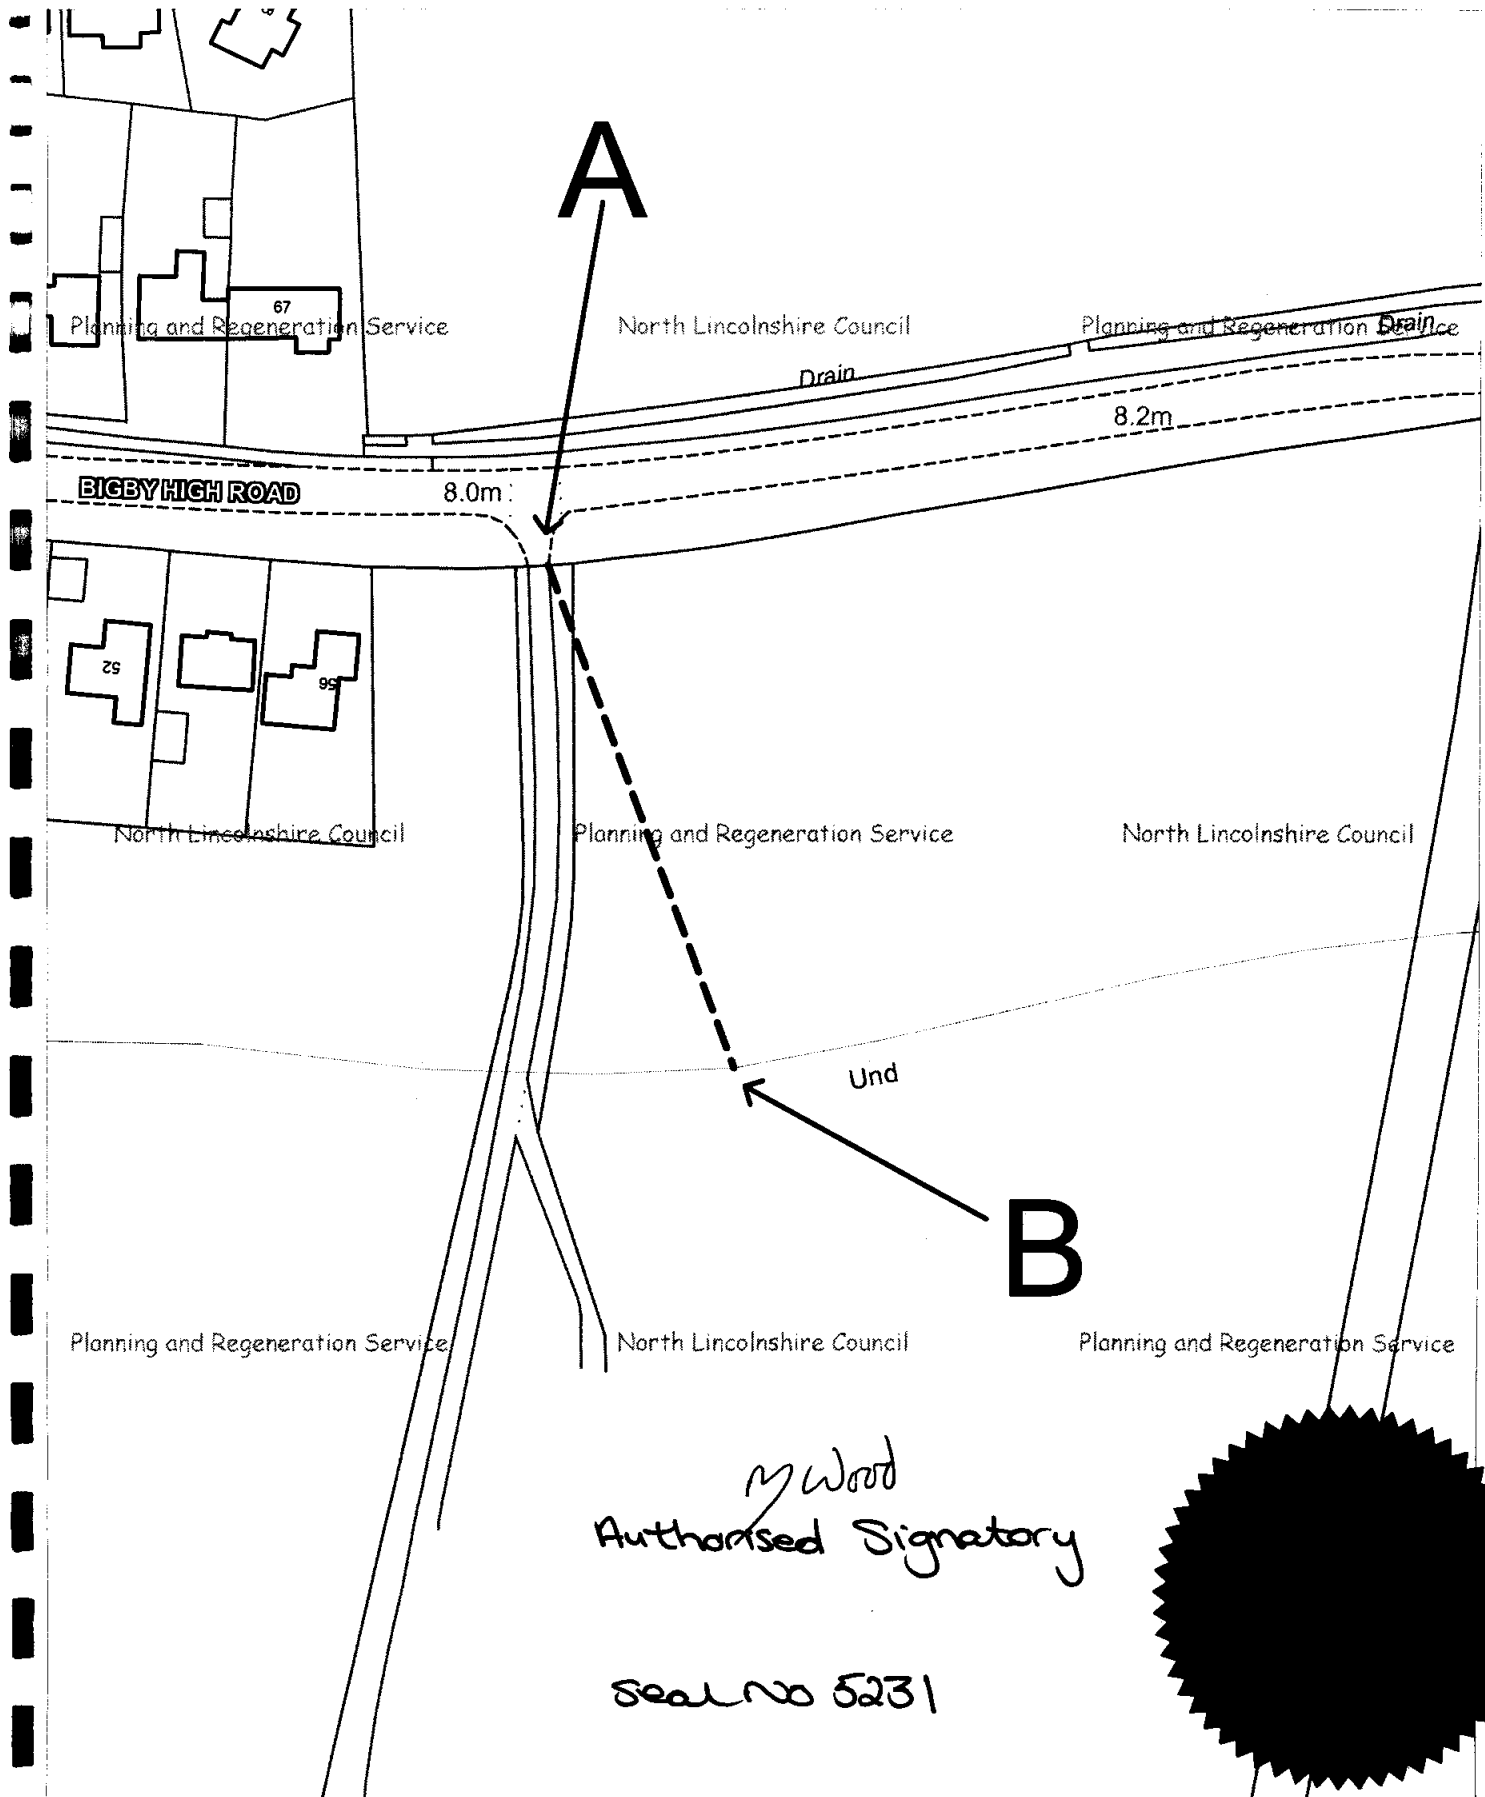 A
67
Planning and Regeneration Service
North Lincolnshire Council
Planning and Regeneration Service
Drain
Drain
8.2m
BIGBY HIGH ROAD
8.0m
52
56
North Lincolnshire Council
Planning and Regeneration Service
North Lincolnshire Council
Und
B
Planning and Regeneration Service
North Lincolnshire Council
Planning and Regeneration Service
M Wood
Authorised Signatory
Seal No 5231